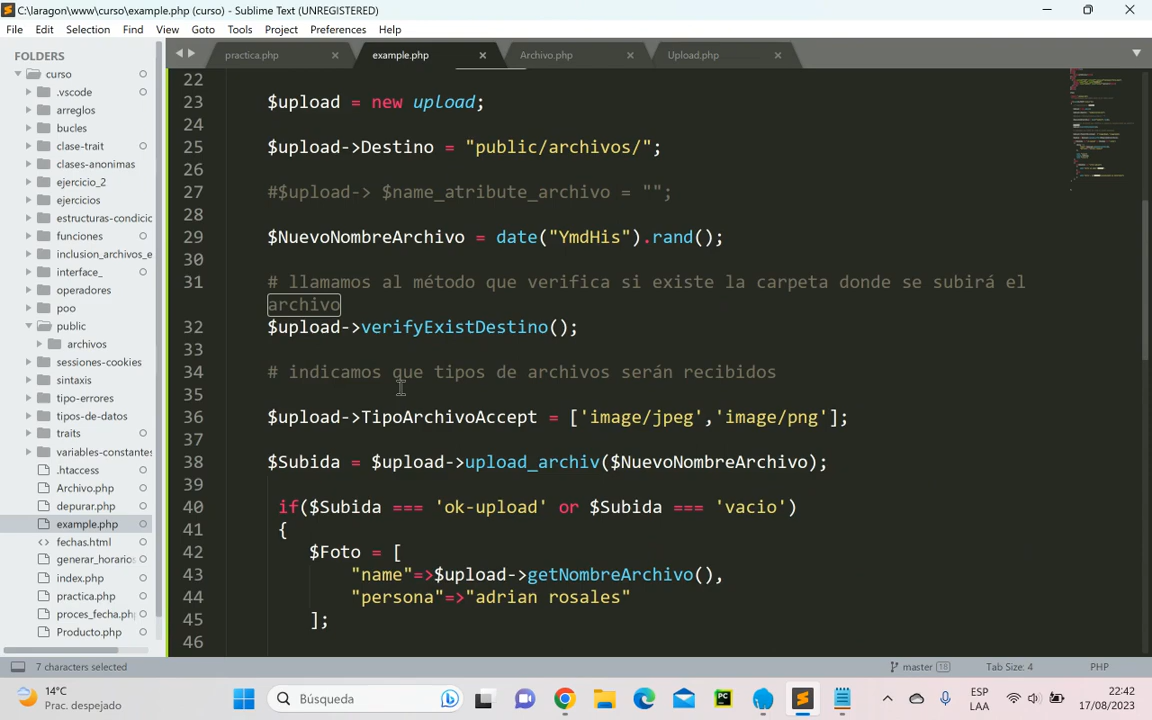 C:\laragon\www\curso\example.php (curso) - Sublime Text (UNREGISTERED)
File Edit Selection Find View Goto Tools Project Preferences Help
FOLDERS
curso
.vscode
arreglos
bucles
clase-trait
clases-anonimas
ejercicio_2
ejercicios
estructuras-condicio
funciones
inclusion_archivos_e
interface_
operadores
poo
public
archivos
sessiones-cookies
sintaxis
tipo-errores
tipos-de-datos
traits
variables-constantes
.htaccess
Archivo.php
depurar.php
example.php
fechas.html
generar_horarios
index.php
practica.php
proces_fecha.ph
Producto.php
practica.php example.php Archivo.php Upload.php
22
23 $upload = new upload;
24
25 $upload->Destino = "public/archivos/";
26
27 #$upload-> $name_atribute_archivo = "";
28
29 $NuevoNombreArchivo = date("YmdHis").rand();
30
31 # llamamos al método que verifica si existe la carpeta donde se subirá el
archivo
32 $upload->verifyExistDestino();
33
34 # indicamos que tipos de archivos serán recibidos
35
36 $upload->TipoArchivoAccept = ['image/jpeg','image/png'];
37
38 $Subida = $upload->upload_archiv($NuevoNombreArchivo);
39
40 if($Subida === 'ok-upload' or $Subida === 'vacio')
41 {
42 $Foto = [
43 "name"=>$upload->getNombreArchivo(),
44 "persona"=>"adrian rosales"
45 ];
46
7 characters selected master 18 Tab Size: 4 PHP
14°C
Prac. despejado
Búsqueda
ESP
LAA
22:42
17/08/2023